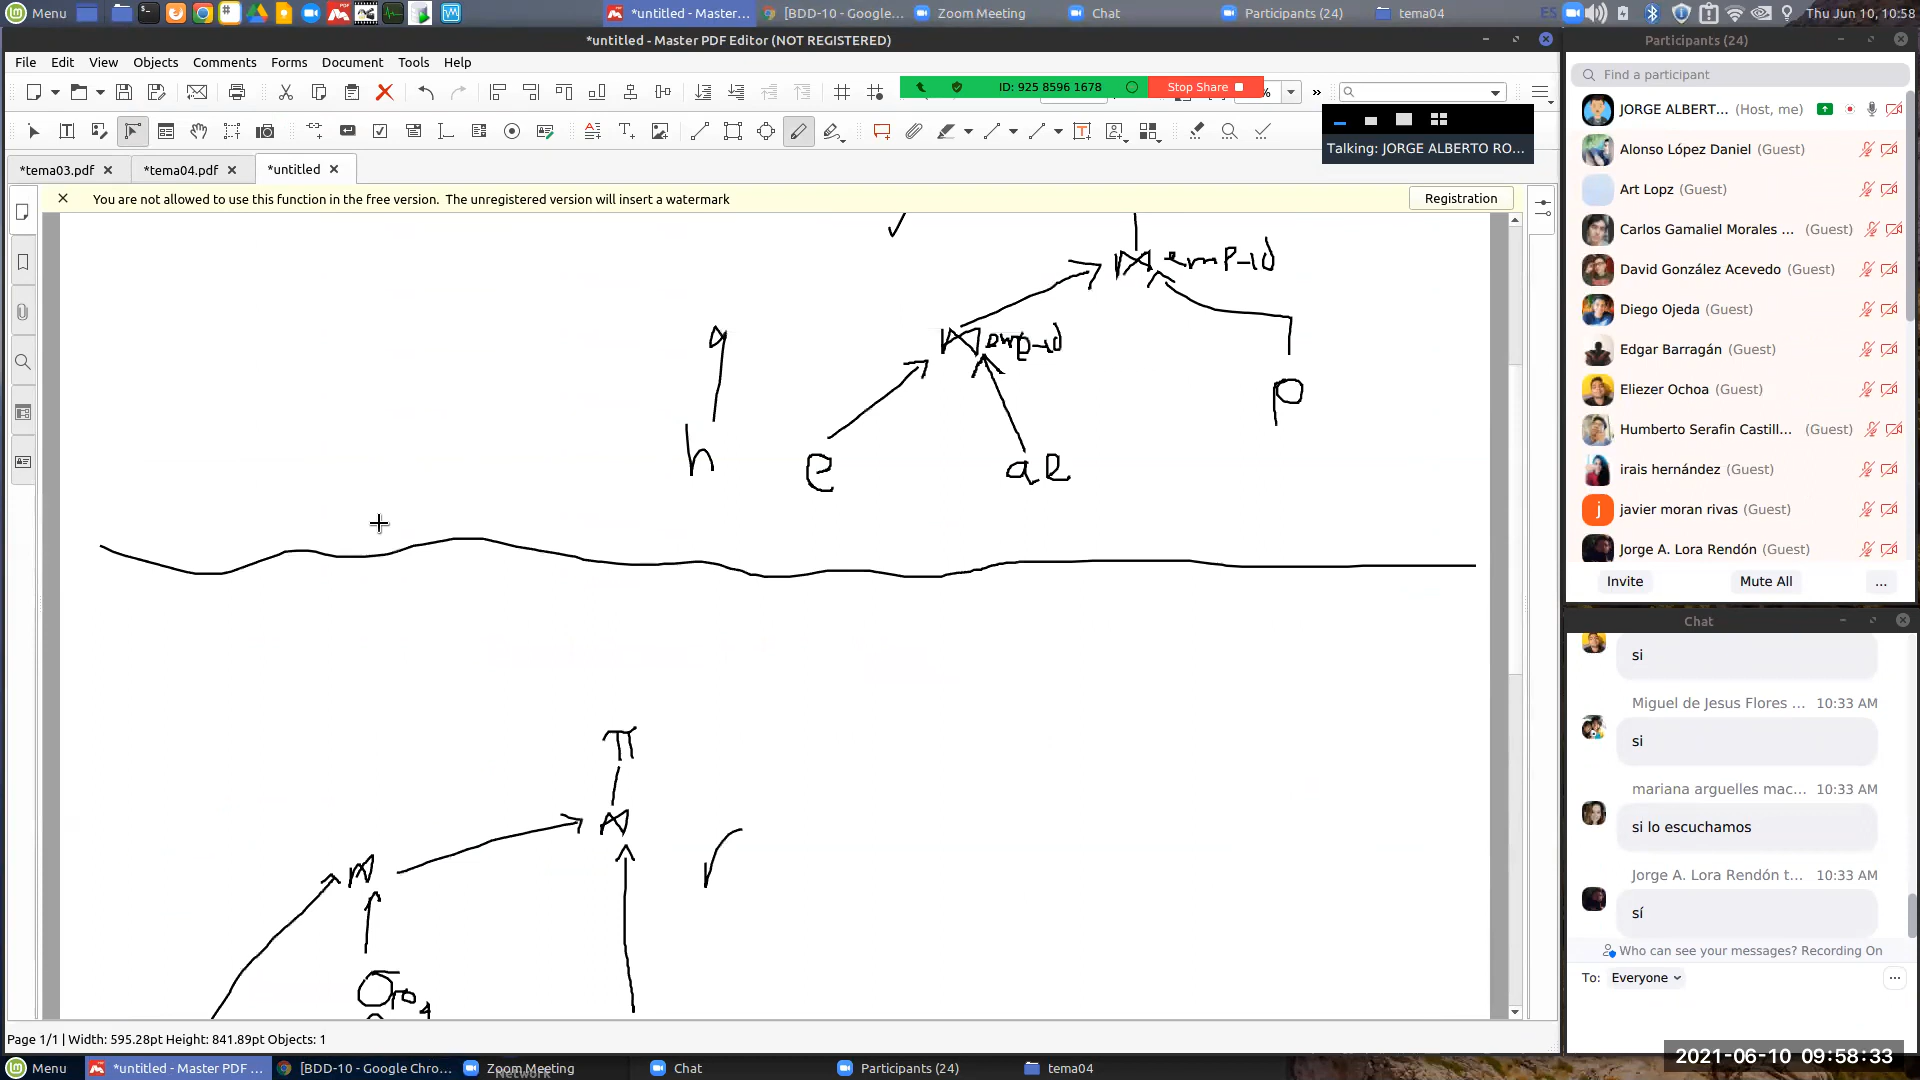 Menu
*untitled - Master...
[BDD-10 - Google...
Zoom Meeting
Chat
Participants (24)
tema04
ES
Thu Jun 10, 10:58
*untitled - Master PDF Editor (NOT REGISTERED)
Participants (24)
File Edit View Objects Comments Forms Document Tools Help
Find a participant
ID: 925 8596 1678
Stop Share
%
Talking: JORGE ALBERTO RO...
*tema03.pdf
*tema04.pdf
*untitled
You are not allowed to use this function in the free version. The unregistered version will insert a watermark
Registration
JORGE ALBERT... (Host, me)
Alonso López Daniel (Guest)
Art Lopz (Guest)
Carlos Gamaliel Morales ... (Guest)
David González Acevedo (Guest)
Diego Ojeda (Guest)
Edgar Barragán (Guest)
Eliezer Ochoa (Guest)
Humberto Serafin Castill... (Guest)
irais hernández (Guest)
j
javier moran rivas (Guest)
Jorge A. Lora Rendón (Guest)
Invite
Mute All
...
⋈ emp-id
⋈ emp-id
p
h
e
ae
π
⋈
⋈
r
Chat
si
Miguel de Jesus Flores ... 10:33 AM
si
mariana arguelles mac... 10:33 AM
si lo escuchamos
Jorge A. Lora Rendón t... 10:33 AM
sí
Who can see your messages? Recording On
To: Everyone
...
Page 1/1 | Width: 595.28pt Height: 841.89pt Objects: 1
2021-06-10 09:58:33
Menu
*untitled - Master PDF ...
[BDD-10 - Google Chro...
Zoom Meeting
Network
Chat
Participants (24)
tema04